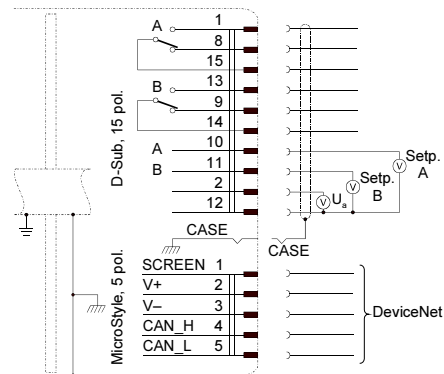 D-Sub, 15 pol.
A 1
8
15
B 13
9
14
A 10
B 11
2
12
CASE
CASE
V
Setp.
A
V
Setp.
B
V
Ua
MicroStyle, 5 pol.
SCREEN 1
V+ 2
V– 3
CAN_H 4
CAN_L 5
DeviceNet